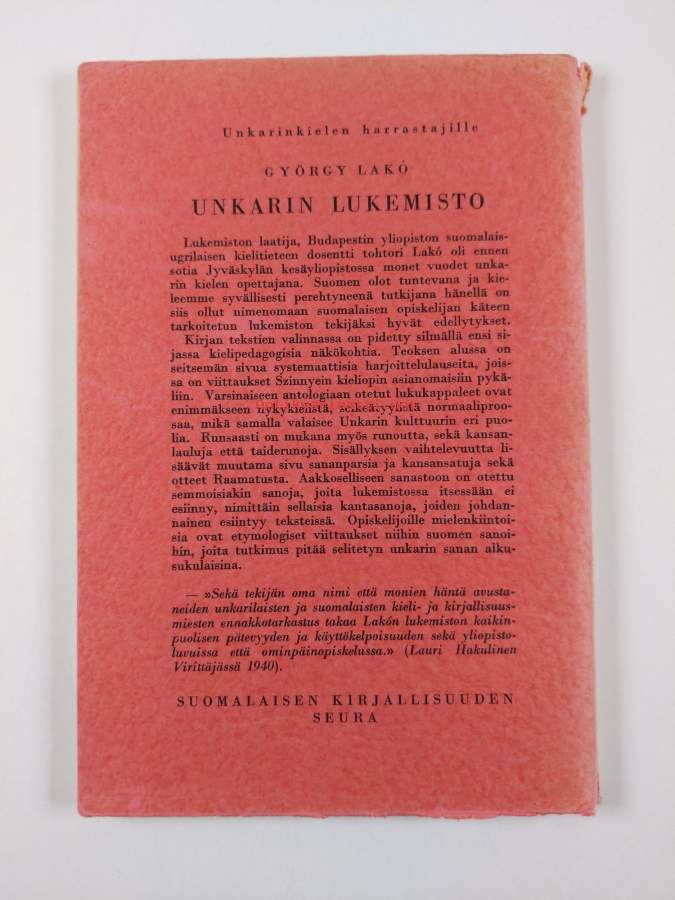 Unkarinkielen harrastajille
GYÖRGY LAKÓ
UNKARIN LUKEMISTO
Lukemiston laatija, Budapestin yliopiston suomalais-
ugrilaisen kielitieteen dosentti tohtori Lakó oli ennen
sotia Jyväskylän kesäyliopistossa monet vuodet unka-
rin kielen opettajana. Suomen olot tuntevana ja kie-
leemme syvällisesti perehtyneenä tutkijana hänellä on
siis ollut nimenomaan suomalaisen opiskelijan käteen
tarkoitetun lukemiston tekijäksi hyvät edellytykset.
Kirjan tekstien valinnassa on pidetty silmällä ensi si-
jassa kielipedagogisia näkökohtia. Teoksen alussa on
seitsemän sivua systemaattisia harjoittelulauseita, jois-
sa on viittaukset Szinnyein kieliopin asianomaisiin pykä-
liin. Varsinaiseen antologiaan otetut lukukappaleet ovat
enimmäkseen nykykielistä, selkeätyylistä normaaliproo-
saa, mikä samalla valaisee Unkarin kulttuurin eri puo-
lia. Runsaasti on mukana myös runoutta, sekä kansan-
lauluja että taiderunoja. Sisällyksen vaihtelevuutta li-
säävät muutama sivu sananparsia ja kansansatuja sekä
otteet Raamatusta. Aakkoselliseen sanastoon on otettu
semmoisiakin sanoja, joita lukemistossa itsessään ei
esiinny, nimittäin sellaisia kantasanoja, joiden johdan-
nainen esiintyy teksteissä. Opiskelijoille mielenkiintoi-
sia ovat etymologiset viittaukset niihin suomen sanoi-
hin, joita tutkimus pitää selitetyn unkarin sanan alku-
sukulaisina.
— »Sekä tekijän oma nimi että monien häntä avusta-
neiden unkarilaisten ja suomalaisten kieli- ja kirjallisuus-
miesten ennakkotarkastus takaa Lakón lukemiston kaikin-
puolisen pätevyyden ja käyttökelpoisuuden sekä yliopisto-
luvuissa että ominpäinopiskelussa.» (Lauri Hakulinen
Virittäjässä 1940).
SUOMALAISEN KIRJALLISUUDEN
SEURA